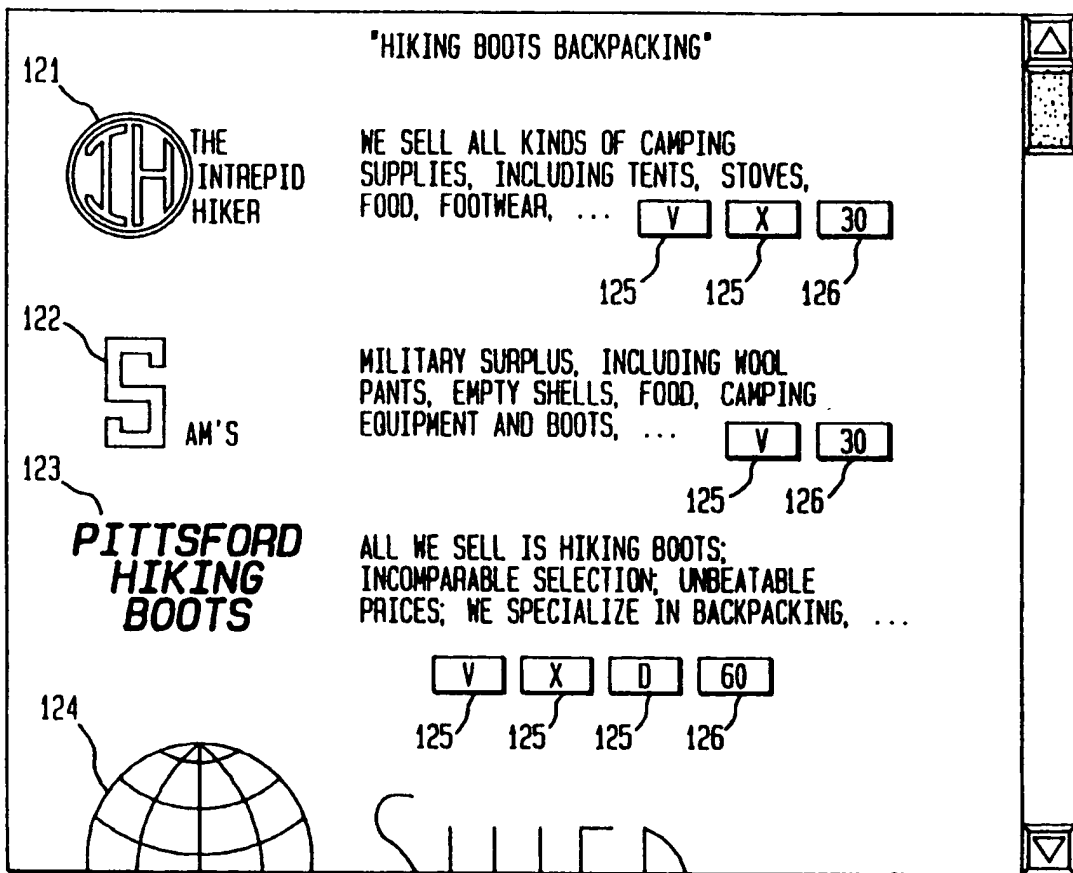 "HIKING BOOTS BACKPACKING"
121
IH
THE
INTREPID
HIKER
WE SELL ALL KINDS OF CAMPING
SUPPLIES, INCLUDING TENTS, STOVES,
FOOD, FOOTWEAR, ...
V X 30
125 125 126
122
SAM'S
MILITARY SURPLUS, INCLUDING WOOL
PANTS, EMPTY SHELLS, FOOD, CAMPING
EQUIPMENT AND BOOTS, ...
V 30
125 126
123
PITTSFORD
HIKING
BOOTS
ALL WE SELL IS HIKING BOOTS;
INCOMPARABLE SELECTION; UNBEATABLE
PRICES; WE SPECIALIZE IN BACKPACKING, ...
V X D 60
125 125 125 126
124